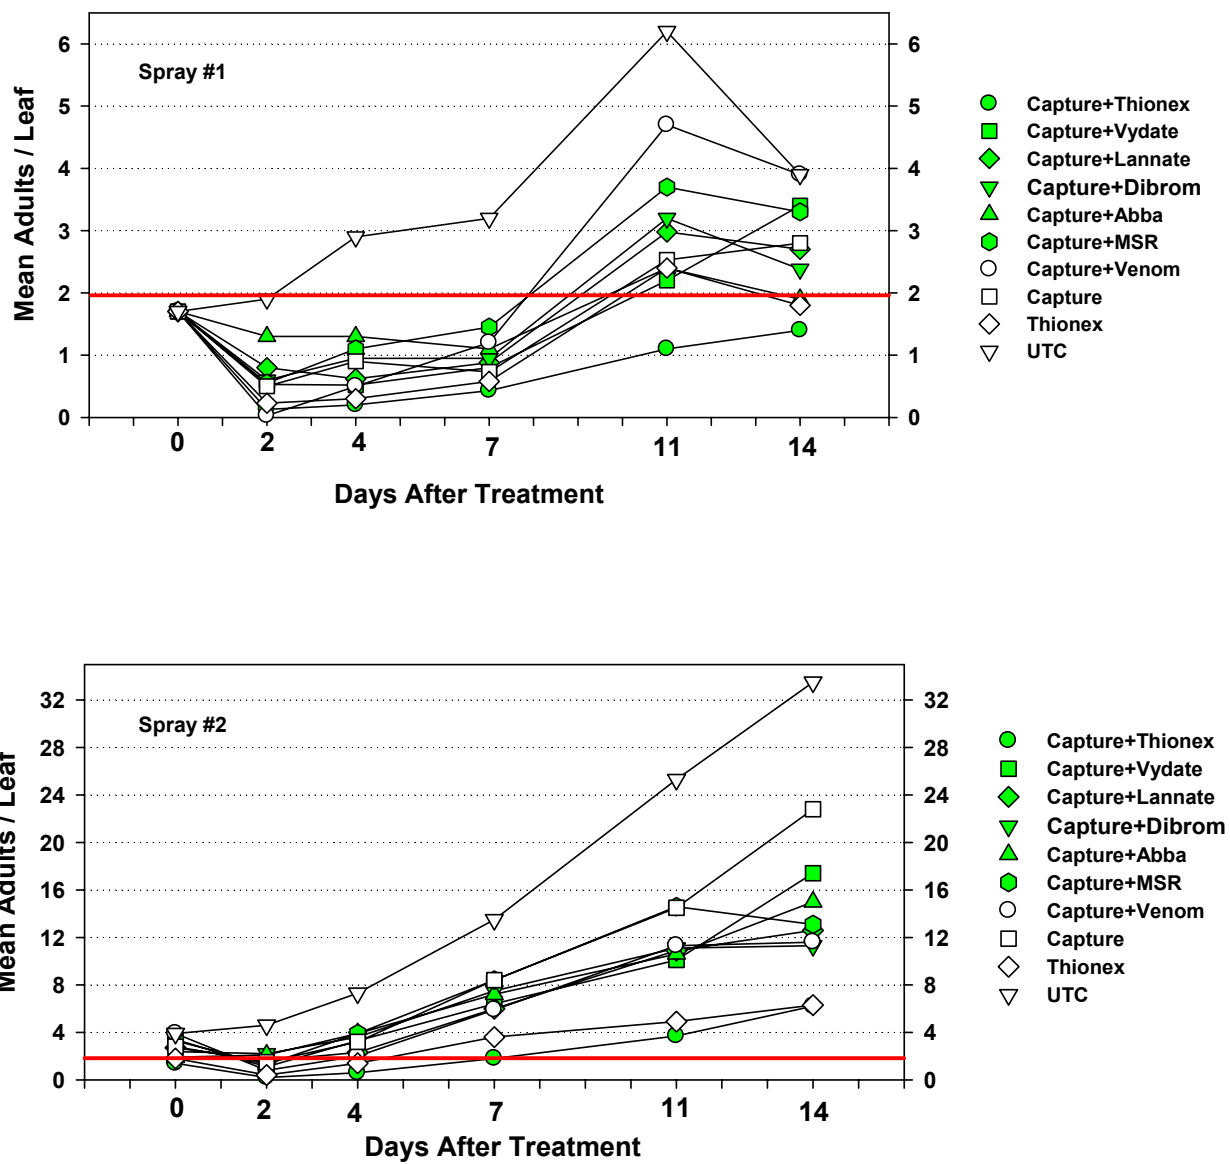 Spray #1
Mean Adults / Leaf
6 6
5 5
4 4
3 3
2 2
1 1
0 0
0 2 4 7 11 14
Days After Treatment
Capture+Thionex
Capture+Vydate
Capture+Lannate
Capture+Dibrom
Capture+Abba
Capture+MSR
Capture+Venom
Capture
Thionex
UTC
Spray #2
Mean Adults / Leaf
32 32
28 28
24 24
20 20
16 16
12 12
8 8
4 4
0 0
0 2 4 7 11 14
Days After Treatment
Capture+Thionex
Capture+Vydate
Capture+Lannate
Capture+Dibrom
Capture+Abba
Capture+MSR
Capture+Venom
Capture
Thionex
UTC